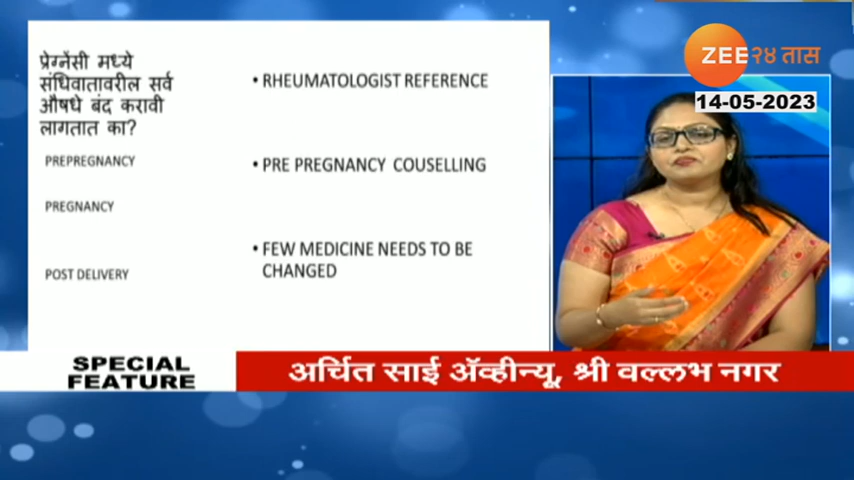 प्रेग्नेंसी मध्ये
संधिवातावरील सर्व
औषधे बंद करावी
लागतात का?
PREPREGNANCY
PREGNANCY
POST DELIVERY
• RHEUMATOLOGIST REFERENCE
• PRE PREGNANCY COUSELLING
• FEW MEDICINE NEEDS TO BE
CHANGED
ZEE २४ तास
14-05-2023
SPECIAL
FEATURE
अर्चित साई ॲव्हीन्यू, श्री वल्लभ नगर